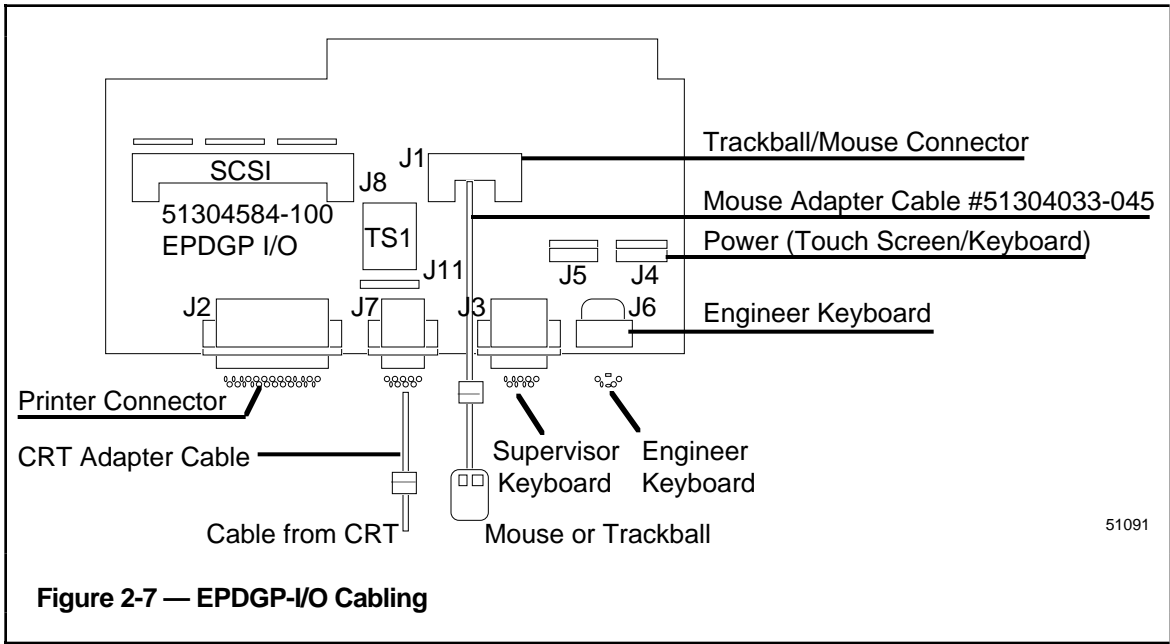 Trackball/Mouse Connector
J1
SCSI
J8
Mouse Adapter Cable #51304033-045
51304584-100
EPDGP I/O
TS1
Power (Touch Screen/Keyboard)
J11
J5
J4
J2
J7
J3
J6
Engineer Keyboard
Printer Connector
CRT Adapter Cable
Supervisor
Keyboard
Engineer
Keyboard
Cable from CRT
Mouse or Trackball
51091
Figure 2-7 — EPDGP-I/O Cabling